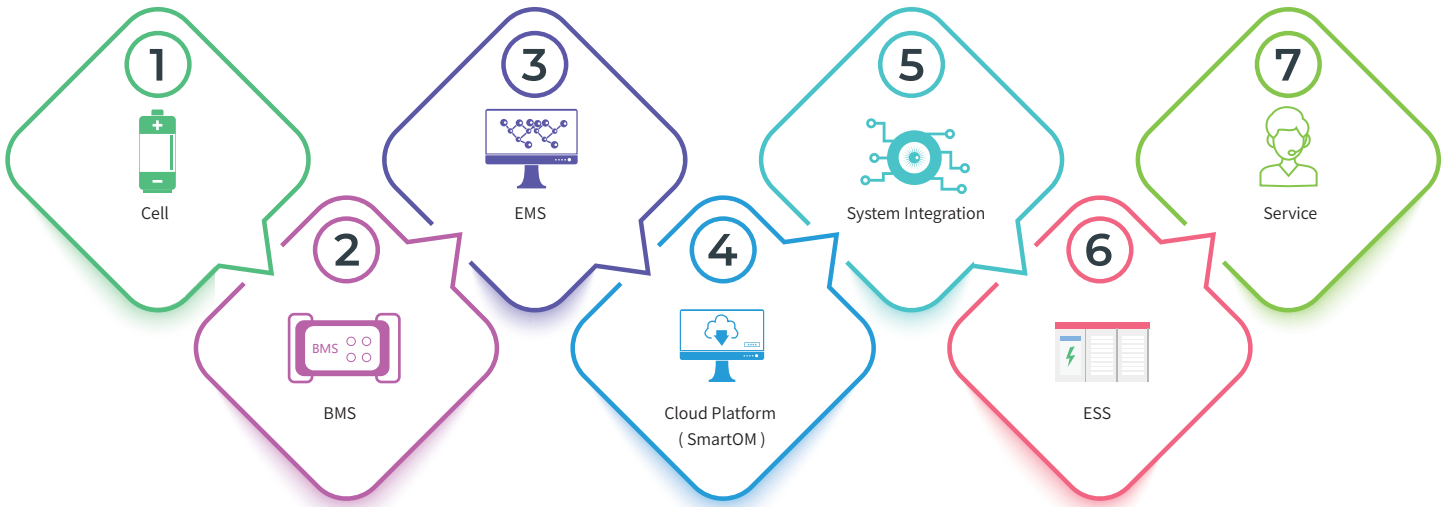 1
Cell
2
BMS
BMS
3
EMS
4
Cloud Platform
( SmartOM )
5
System Integration
6
ESS
7
Service